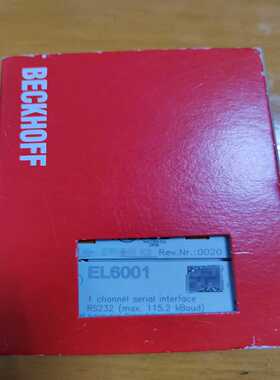 BECKHOFF
Rev.Nr.:0020
EL6001
1 channel serial interface
RS232 (max. 115.2 kBaud)